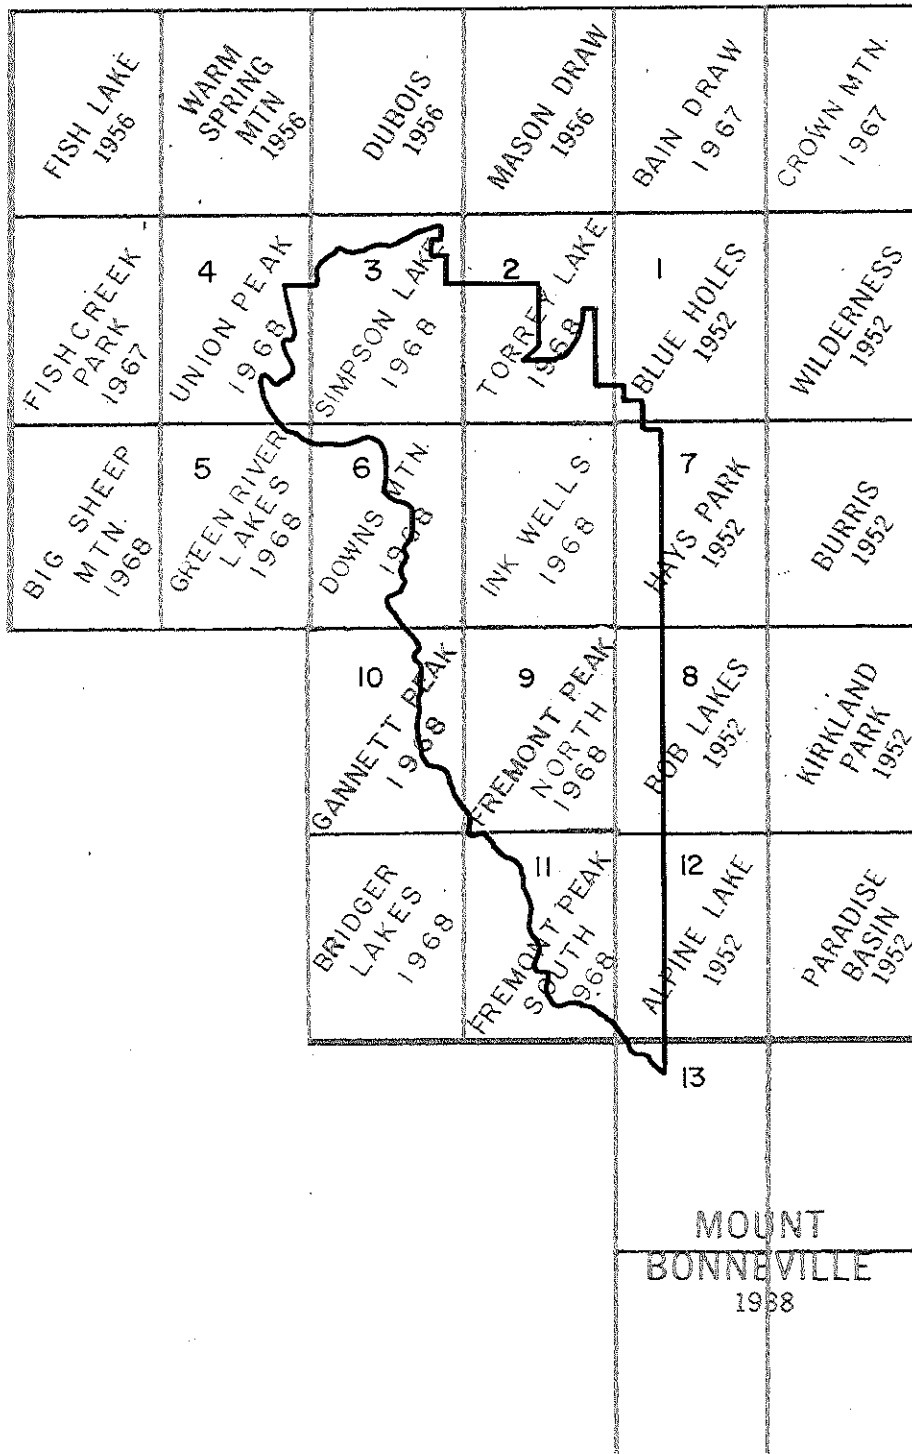 FISH LAKE
1956
WARM
SPRING
MTN
1956
DUBOIS
1956
MASON DRAW
1956
BAIN DRAW
1967
CROWN MTN.
1967
FISHCREEK
PARK
1967
4
UNION PEAK
1968
3
SIMPSON LAKE
1968
2
TORREY LAKE
1968
1
BLUE HOLES
1952
WILDERNESS
1952
BIG SHEEP
MTN.
1968
5
GREEN RIVER
LAKES
1968
6
DOWNS MTN.
1968
INK WELLS
1968
7
HAYS PARK
1952
BURRIS
1952
10
GANNETT PEAK
1968
9
FREMONT PEAK
NORTH
1968
8
BOB LAKES
1952
KIRKLAND
PARK
1952
BRIDGER
LAKES
1968
11
FREMONT PEAK
SOUTH
1968
12
ALPINE LAKE
1952
PARADISE
BASIN
1952
13
MOUNT
BONNEVILLE
1938